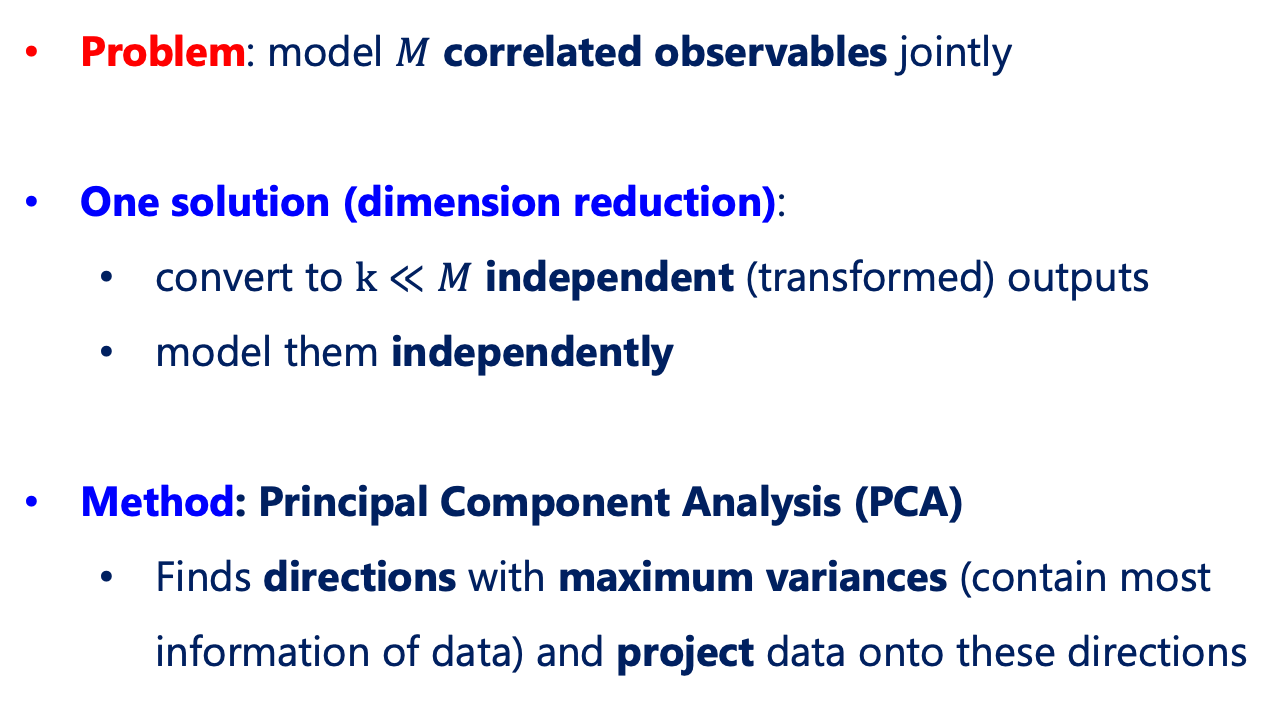 • Problem: model M correlated observables jointly
• One solution (dimension reduction):
• convert to k ≪ M independent (transformed) outputs
• model them independently
• Method: Principal Component Analysis (PCA)
• Finds directions with maximum variances (contain most
information of data) and project data onto these directions